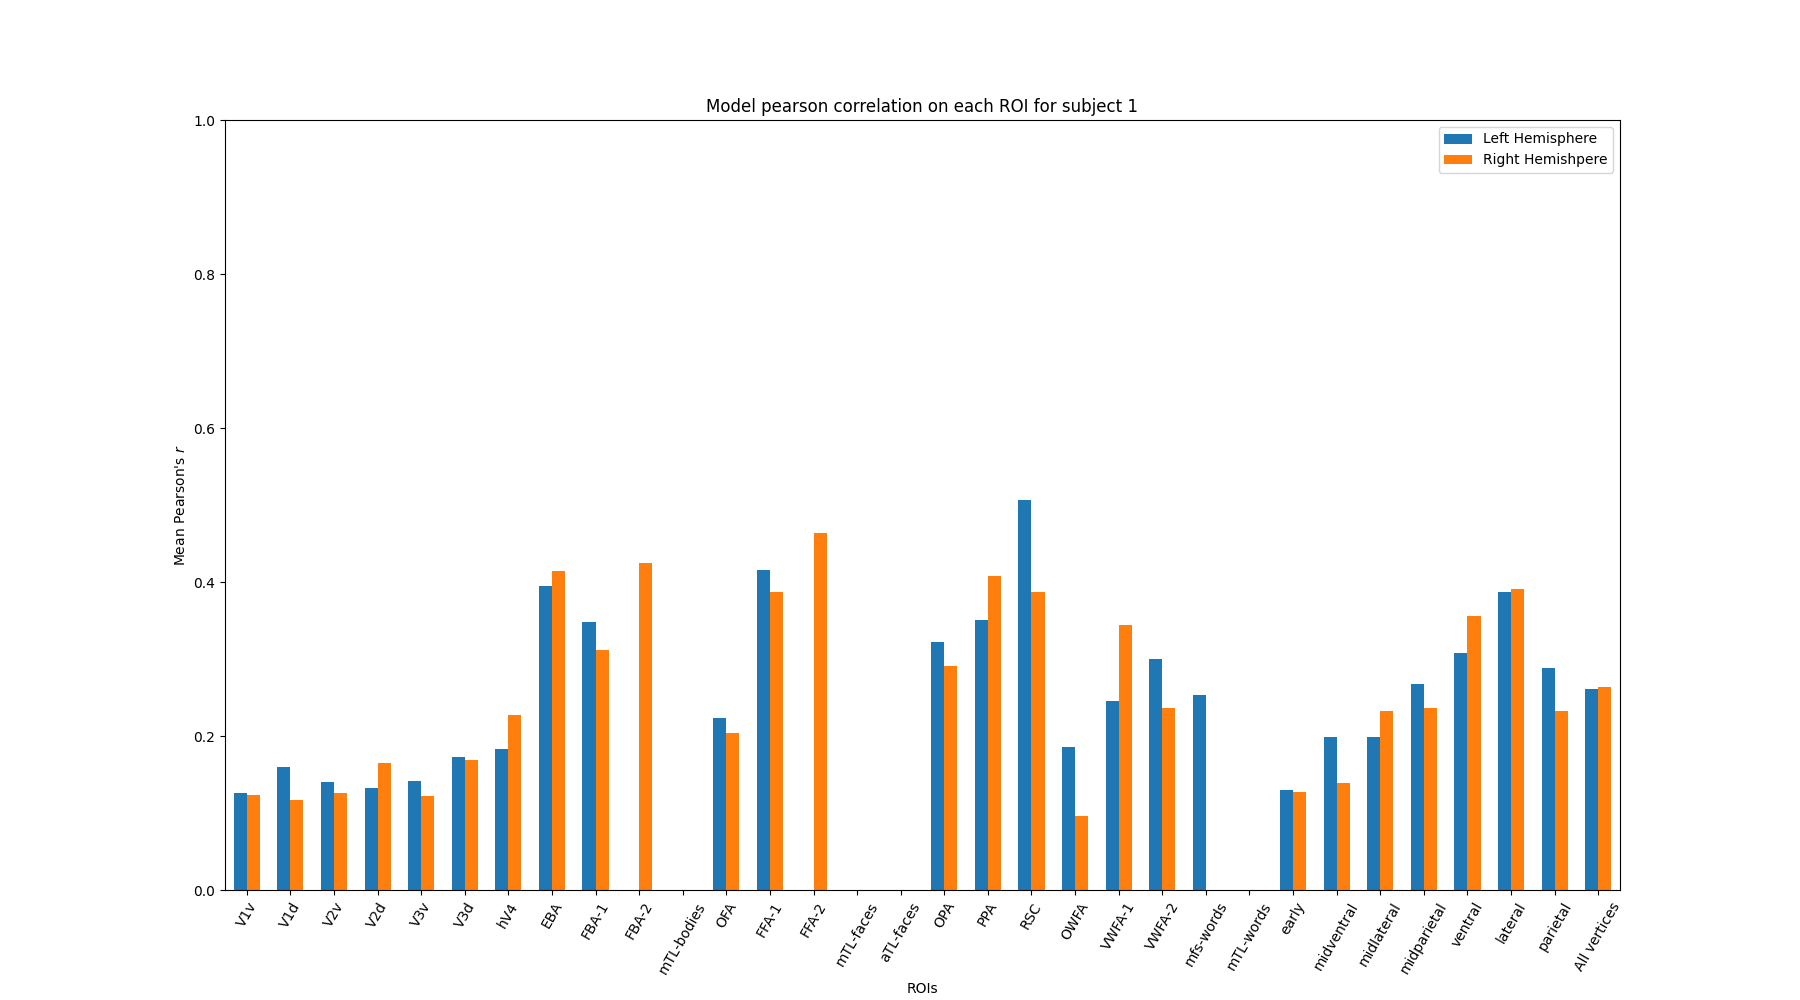 Model pearson correlation on each ROI for subject 1
Left Hemisphere
Right Hemishpere
1.0
0.8
0.6
0.4
0.2
0.0
Mean Pearson's r
V1v
V1d
V2v
V2d
V3v
V3d
hV4
EBA
FBA-1
FBA-2
mTL-bodies
OFA
FFA-1
FFA-2
mTL-faces
aTL-faces
OPA
PPA
RSC
OWFA
VWFA-1
VWFA-2
mfs-words
mTL-words
early
midventral
midlateral
midparietal
ventral
lateral
parietal
All vertices
ROIs